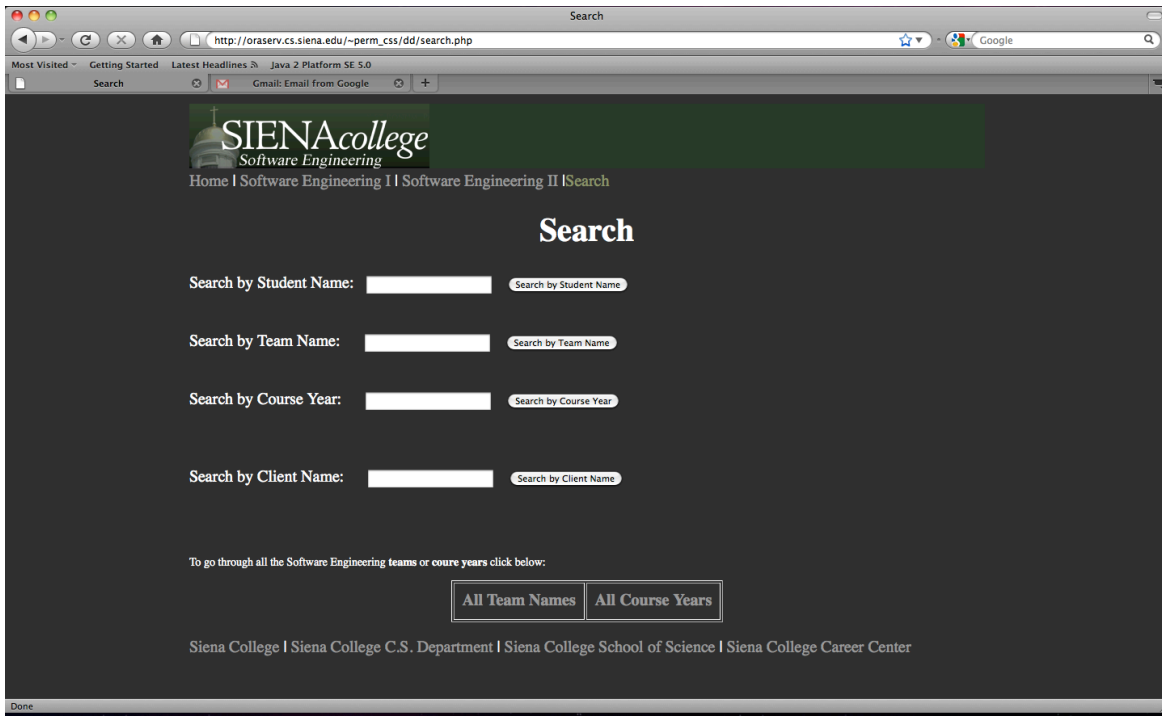 Search
http://oraserv.cs.siena.edu/~perm_css/dd/search.php
Google
Most Visited Getting Started Latest Headlines Java 2 Platform SE 5.0
Search Gmail: Email from Google +
SIENAcollege
Software Engineering
Home | Software Engineering I | Software Engineering II |Search
Search
Search by Student Name: Search by Student Name
Search by Team Name: Search by Team Name
Search by Course Year: Search by Course Year
Search by Client Name: Search by Client Name
To go through all the Software Engineering teams or coure years click below:
All Team Names All Course Years
Siena College | Siena College C.S. Department | Siena College School of Science | Siena College Career Center
Done